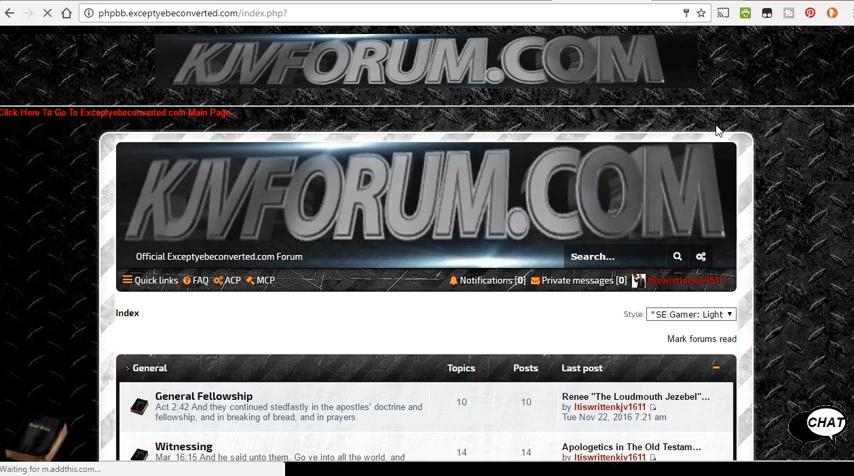 phpbb.exceptyebeconverted.com/index.php?
KJVFORUM.COM
Click Here To Go To Exceptyebeconverted.com Main Page
KJVFORUM.COM
Official Exceptyebeconverted.com Forum
Search...
Quick links FAQ ACP MCP Notifications [0] Private messages [0] Itiswrittenkjv1611
Index
Style: "SE Gamer: Light
Mark forums read
General Topics Posts Last post
General Fellowship 10 10 Renee "The Loudmouth Jezebel"...
Act 2:42 And they continued stedfastly in the apostles' doctrine and by Itiswrittenkjv1611
fellowship, and in breaking of bread, and in prayers. Tue Nov 22, 2016 7:21 am
Witnessing 14 14 Apologetics in The Old Testam...
Mar 16:15 And he said unto them, Go ye into all the world, and by Itiswrittenkjv1611
CHAT
Waiting for m.addthis.com...